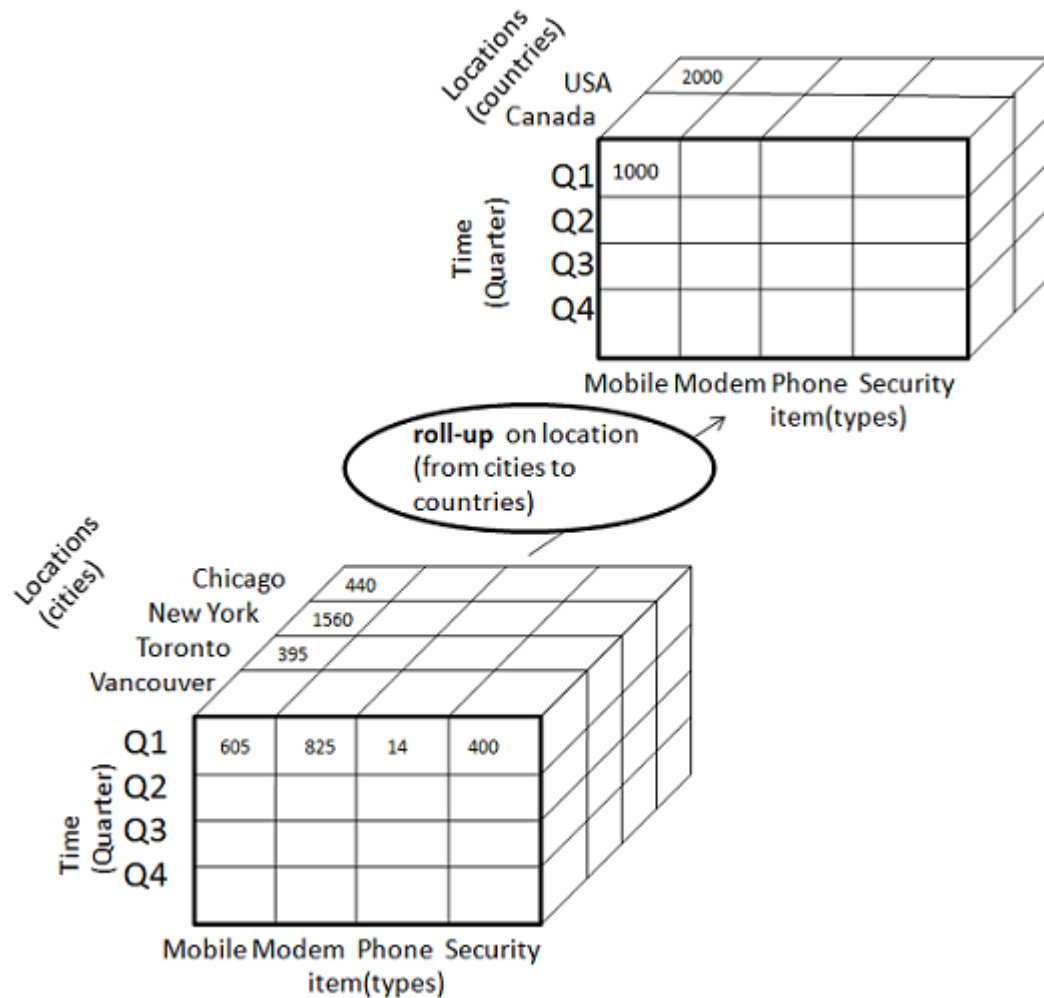 Locations
(countries)
USA
2000
Canada
Q1
1000
Q2
Q3
Q4
Time
(Quarter)
Mobile Modem Phone Security
item(types)
roll-up on location
(from cities to
countries)
Locations
(cities)
Chicago
440
New York
1560
Toronto
395
Vancouver
Q1
605 825 14 400
Q2
Q3
Q4
Time
(Quarter)
Mobile Modem Phone Security
item(types)